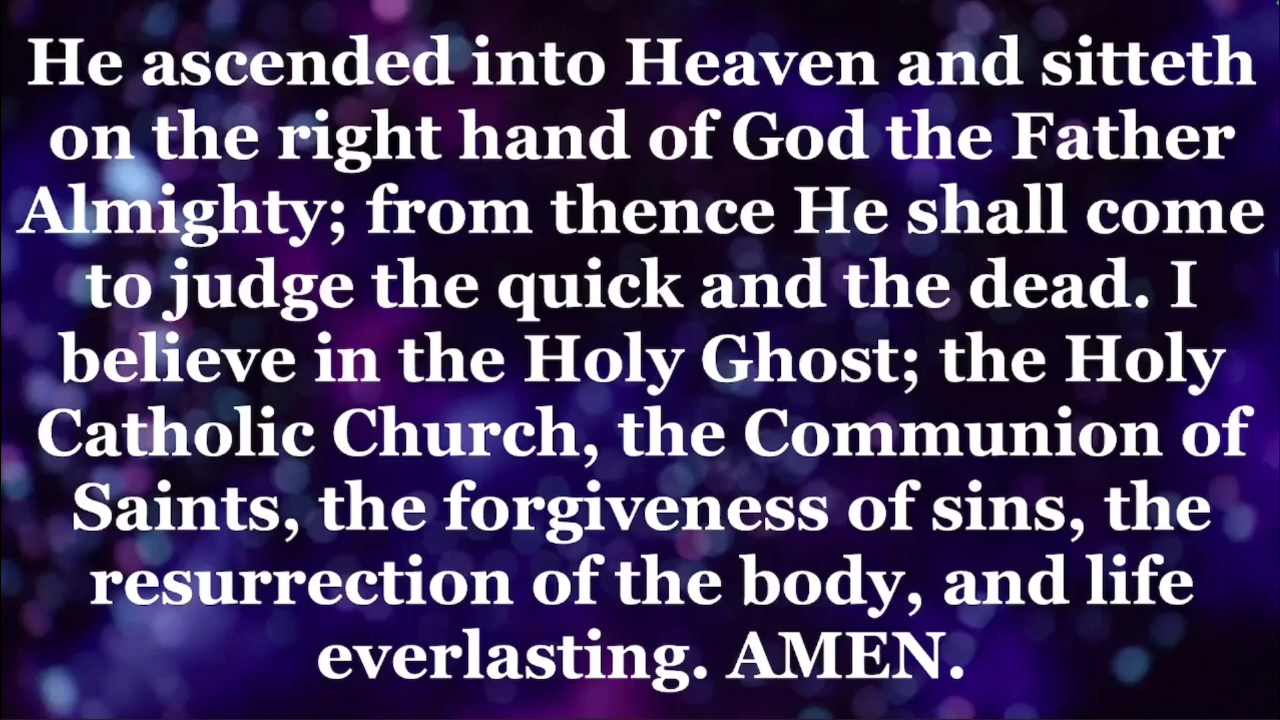 He ascended into Heaven and sitteth
on the right hand of God the Father
Almighty; from thence He shall come
to judge the quick and the dead. I
believe in the Holy Ghost; the Holy
Catholic Church, the Communion of
Saints, the forgiveness of sins, the
resurrection of the body, and life
everlasting. AMEN.